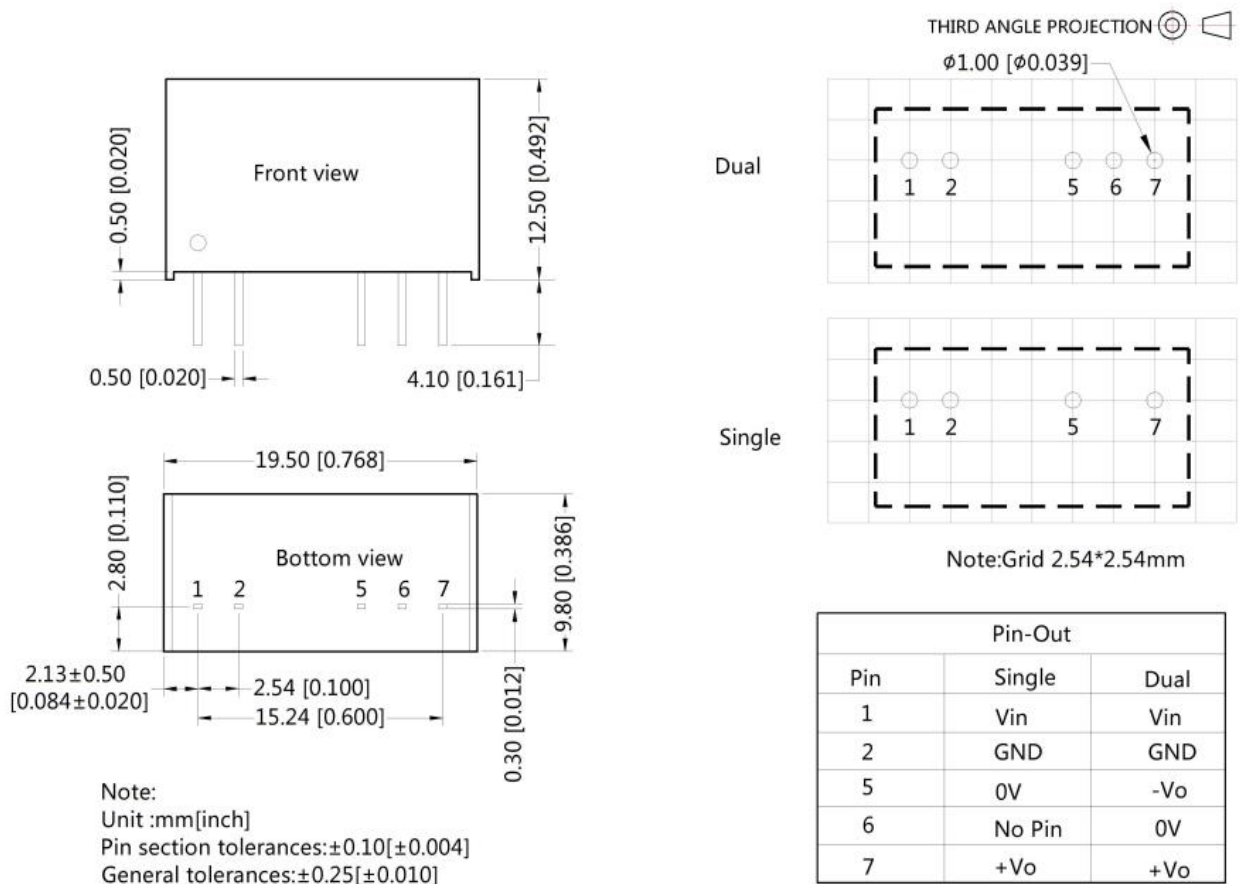 THIRD ANGLE PROJECTION
0.50 [0.020]
Front view
12.50 [0.492]
0.50 [0.020]
4.10 [0.161]
19.50 [0.768]
2.80 [0.110]
Bottom view
1 2 5 6 7
9.80 [0.386]
2.13±0.50
[0.084±0.020]
2.54 [0.100]
15.24 [0.600]
0.30 [0.012]
Note:
Unit :mm[inch]
Pin section tolerances:±0.10[±0.004]
General tolerances:±0.25[±0.010]
ø1.00 [ø0.039]
Dual
1 2 5 6 7
Single
1 2 5 7
Note:Grid 2.54*2.54mm
Pin-Out
Pin Single Dual
1 Vin Vin
2 GND GND
5 0V -Vo
6 No Pin 0V
7 +Vo +Vo